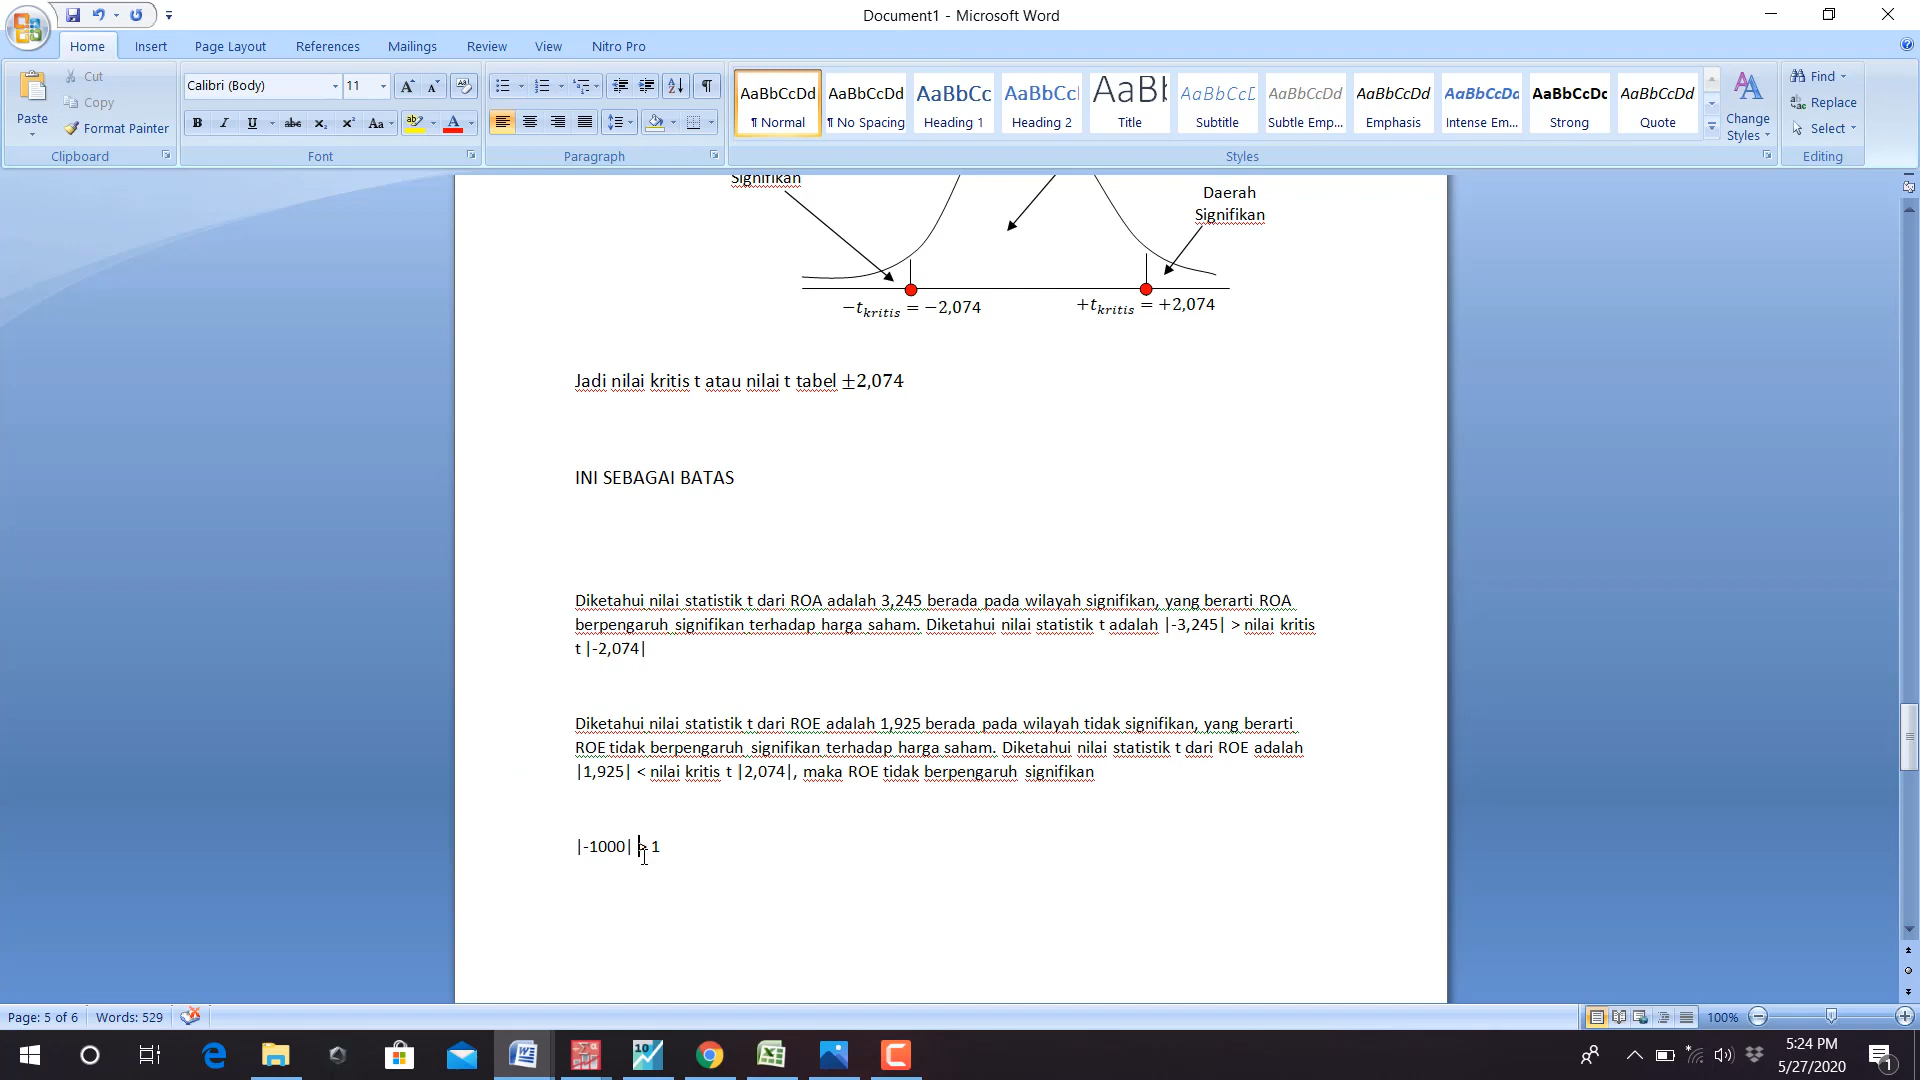 Document1 - Microsoft Word
Home Insert Page Layout References Mailings Review View Nitro Pro
Paste
Cut
Copy
Format Painter
Clipboard
Calibri (Body) 11
Font
Paragraph
AaBbCcDd AaBbCcDd AaBbCc AaBbCc AaB AaBbCcD AaBbCcDd AaBbCcDd AaBbCcDd AaBbCcDd AaBbCcDd
¶ Normal ¶ No Spacing Heading 1 Heading 2 Title Subtitle Subtle Emp... Emphasis Intense Em... Strong Quote
Change
Styles
Styles
Find
Replace
Select
Editing
Signifikan
Daerah
Signifikan
−t_kritis = −2,074
+t_kritis = +2,074
Jadi nilai kritis t atau nilai t tabel ±2,074
INI SEBAGAI BATAS
Diketahui nilai statistik t dari ROA adalah 3,245 berada pada wilayah signifikan, yang berarti ROA
berpengaruh signifikan terhadap harga saham. Diketahui nilai statistik t adalah |-3,245| > nilai kritis
t |-2,074|
Diketahui nilai statistik t dari ROE adalah 1,925 berada pada wilayah tidak signifikan, yang berarti
ROE tidak berpengaruh signifikan terhadap harga saham. Diketahui nilai statistik t dari ROE adalah
|1,925| < nilai kritis t |2,074|, maka ROE tidak berpengaruh signifikan
|-1000| > 1
Page: 5 of 6 Words: 529
100%
5:24 PM
5/27/2020